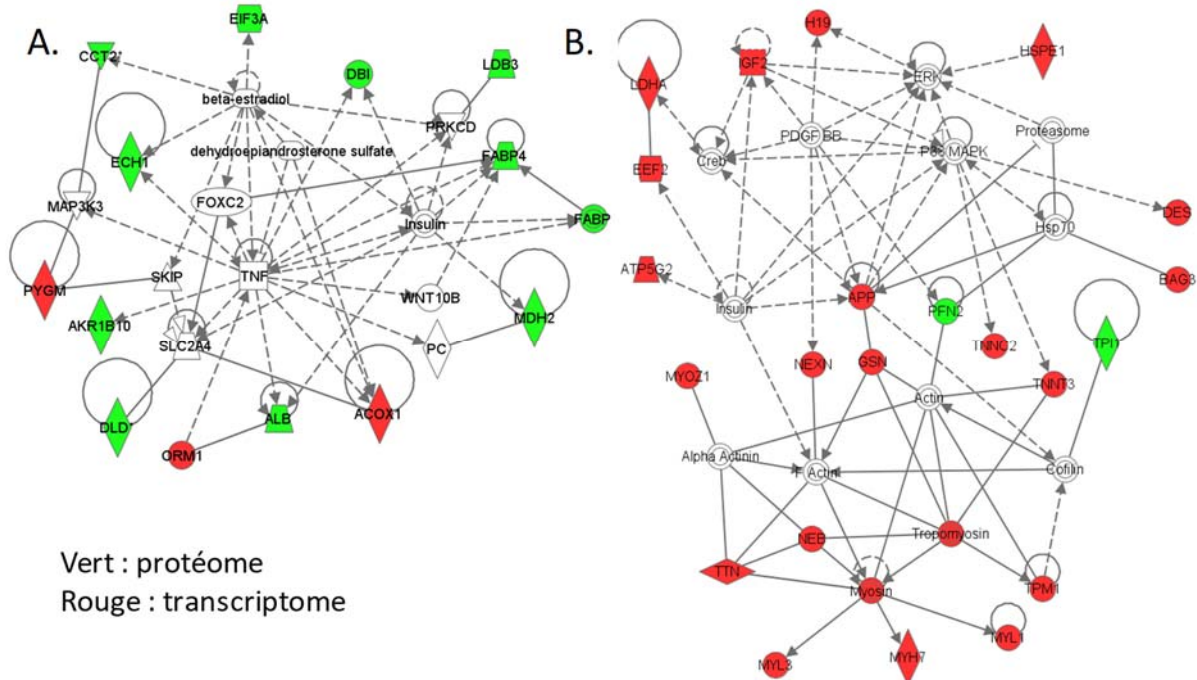 A.
EIF3A
CCT2*
DBI
LDB3
beta-estradiol
PRKCD
ECH1
dehydroepiandrosterone sulfate
FABP4
MAP3K3
FOXC2
Insulin
FABP
SKIP
TNF
PYGM
WNT10B
AKR1B10
MDH2
SLC2A4
PC
DLD*
ALB
ACOX1
ORM1
Vert : protéome
Rouge : transcriptome
B.
H19
IGF2
HSPE1
LDHA
ERK
PDGF BB
Proteasome
Creb
P38 MAPK
EEF2
DES
Hsp70
ATP5G2
BAG3
Insulin
APP
PFN2
TPI1
TNNC2
NEXN
GSN
MYOZ1
TNNT3
Actin
Alpha Actinin
F Actin
Cofilin
NEB
Tropomyosin
TTN
Myosin
TPM1
MYL1
MYL3
MYH7